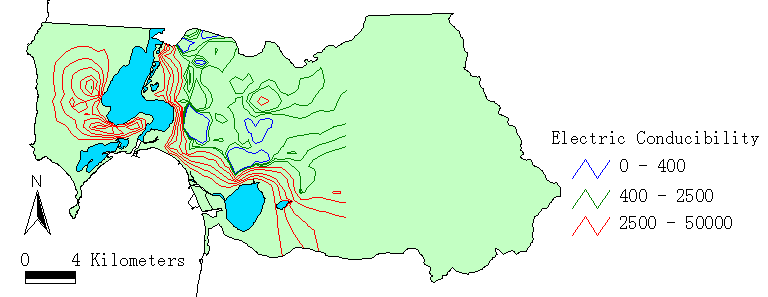 Electric Conducibility
0 - 400
400 - 2500
2500 - 50000
N
0 4 Kilometers